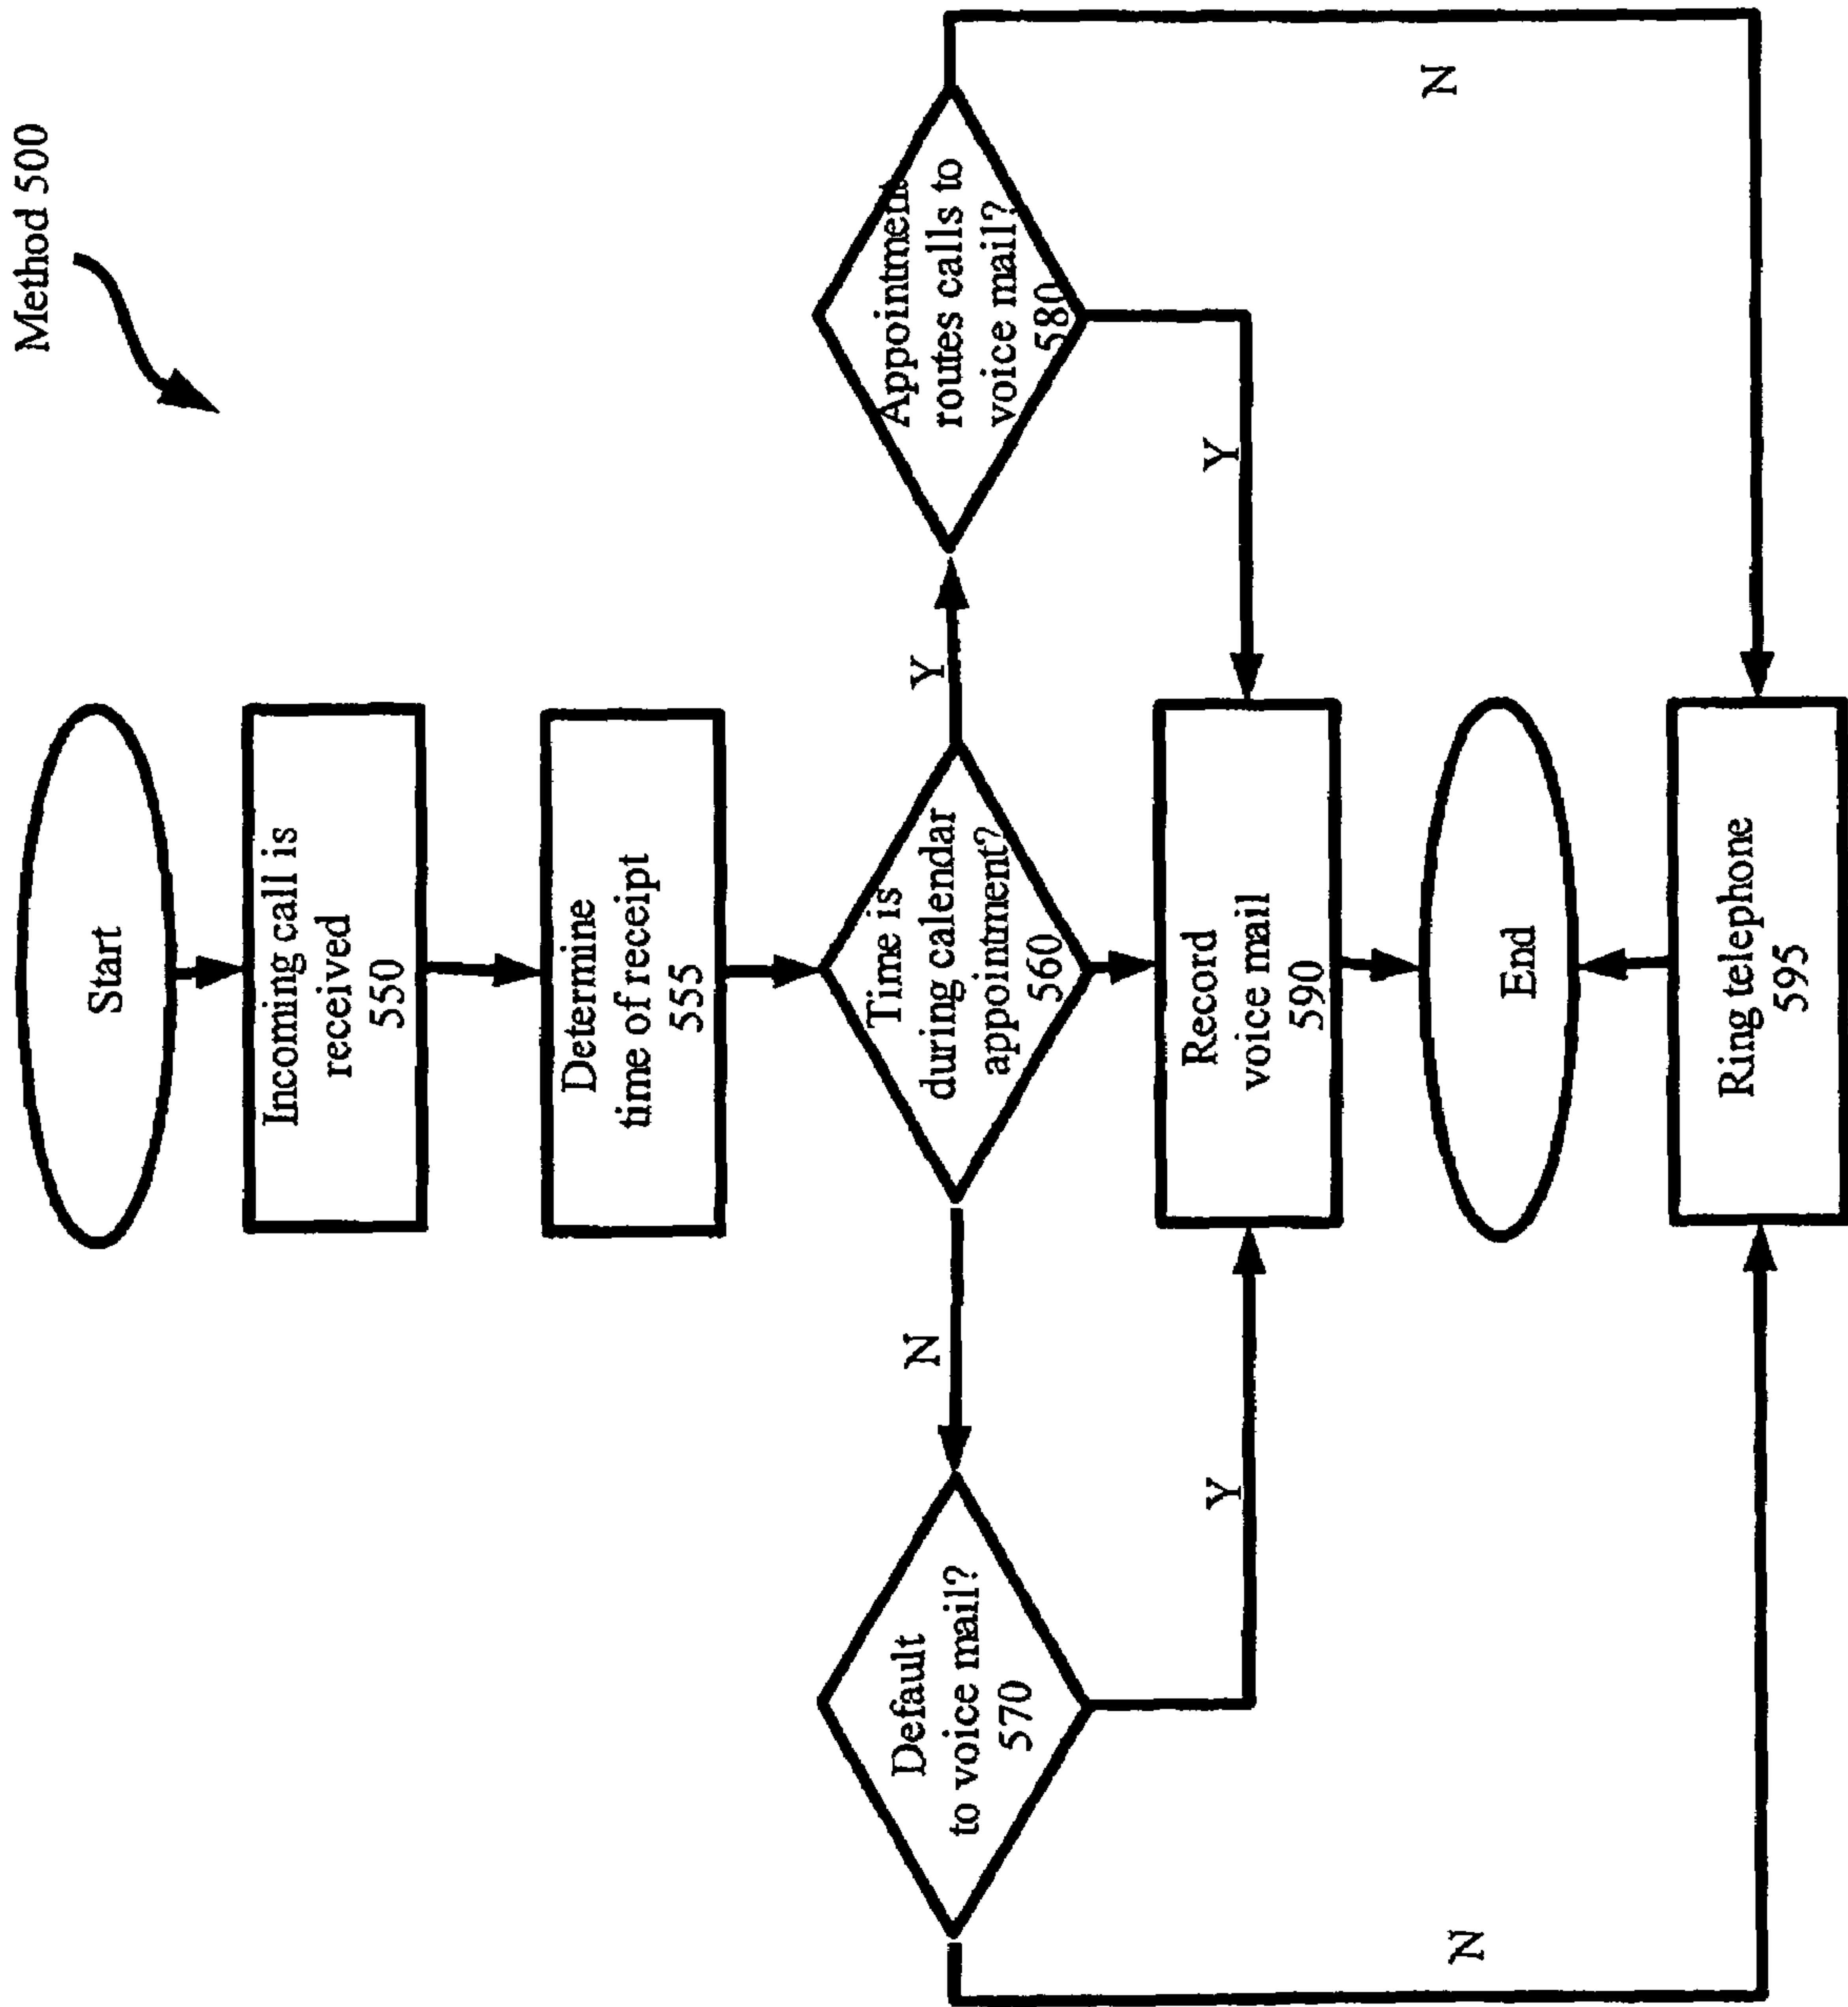 Method 500
Start
Incoming call is
received
550
Determine
time of receipt
555
Time is
during calendar
appointment?
560
N
Y
Default
to voice mail?
570
Appointment
routes calls to
voice mail?
580
Y
Y
Record
voice mail
590
N
N
End
Ring telephone
595